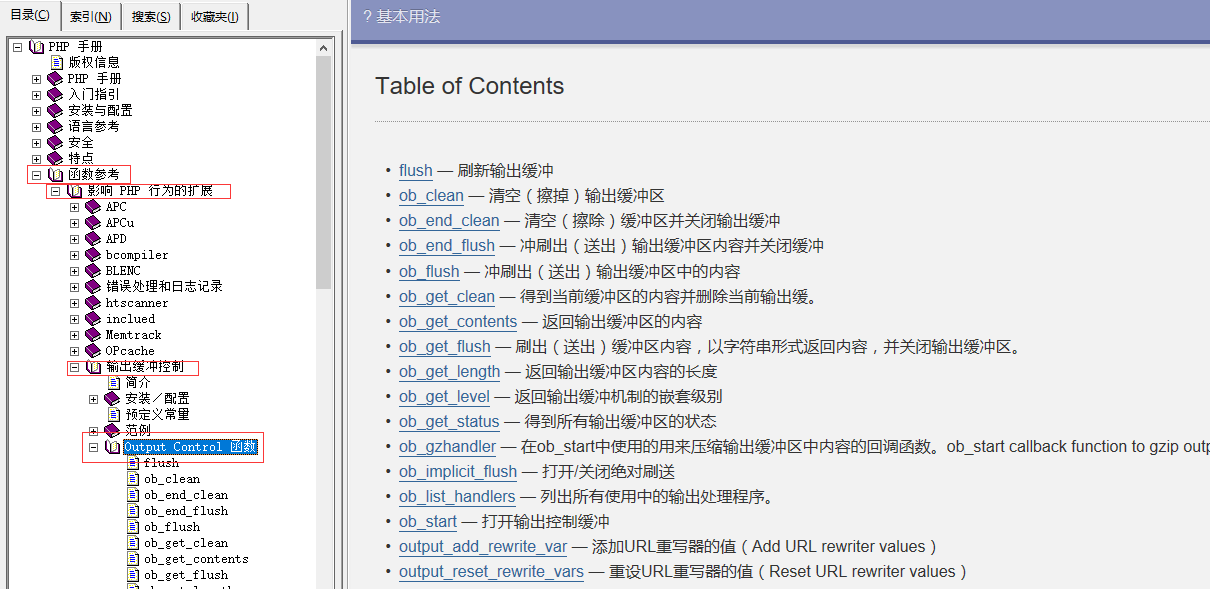 目录(C) 索引(N) 搜索(S) 收藏夹(I)
PHP 手册
版权信息
PHP 手册
入门指引
安装与配置
语言参考
安全
特点
函数参考
影响 PHP 行为的扩展
APC
APCu
APD
bcompiler
BLENC
错误处理和日志记录
htscanner
inclued
Memtrack
OPcache
输出缓冲控制
简介
安装／配置
预定义常量
范例
Output Control 函数
flush
ob_clean
ob_end_clean
ob_end_flush
ob_flush
ob_get_clean
ob_get_contents
ob_get_flush
? 基本用法
Table of Contents
• flush — 刷新输出缓冲
• ob_clean — 清空（擦掉）输出缓冲区
• ob_end_clean — 清空（擦除）缓冲区并关闭输出缓冲
• ob_end_flush — 冲刷出（送出）输出缓冲区内容并关闭缓冲
• ob_flush — 冲刷出（送出）输出缓冲区中的内容
• ob_get_clean — 得到当前缓冲区的内容并删除当前输出缓。
• ob_get_contents — 返回输出缓冲区的内容
• ob_get_flush — 刷出（送出）缓冲区内容，以字符串形式返回内容，并关闭输出缓冲区。
• ob_get_length — 返回输出缓冲区内容的长度
• ob_get_level — 返回输出缓冲机制的嵌套级别
• ob_get_status — 得到所有输出缓冲区的状态
• ob_gzhandler — 在ob_start中使用的用来压缩输出缓冲区中内容的回调函数。ob_start callback function to gzip outp
• ob_implicit_flush — 打开/关闭绝对刷送
• ob_list_handlers — 列出所有使用中的输出处理程序。
• ob_start — 打开输出控制缓冲
• output_add_rewrite_var — 添加URL重写器的值（Add URL rewriter values）
• output_reset_rewrite_vars — 重设URL重写器的值（Reset URL rewriter values）